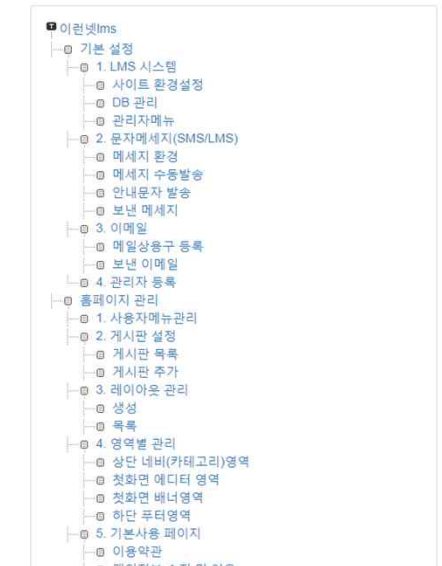 이런넷lms
기본 설정
1. LMS 시스템
사이트 환경설정
DB 관리
관리자메뉴
2. 문자메세지(SMS/LMS)
메세지 환경
메세지 수동발송
안내문자 발송
보낸 메세지
3. 이메일
메일상용구 등록
보낸 이메일
4. 관리자 등록
홈페이지 관리
1. 사용자메뉴관리
2. 게시판 설정
게시판 목록
게시판 추가
3. 레이아웃 관리
생성
목록
4. 영역별 관리
상단 네비(카테고리)영역
첫화면 에디터 영역
첫화면 배너영역
하단 푸터영역
5. 기본사용 페이지
이용약관